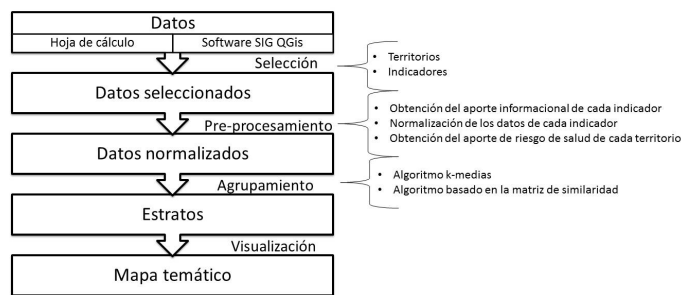 Datos
Hoja de cálculo
Software SIG QGis
Selección
• Territorios
• Indicadores
Datos seleccionados
Pre-procesamiento
• Obtención del aporte informacional de cada indicador
• Normalización de los datos de cada indicador
• Obtención del aporte de riesgo de salud de cada territorio
Datos normalizados
Agrupamiento
• Algoritmo k-medias
• Algoritmo basado en la matriz de similaridad
Estratos
Visualización
Mapa temático